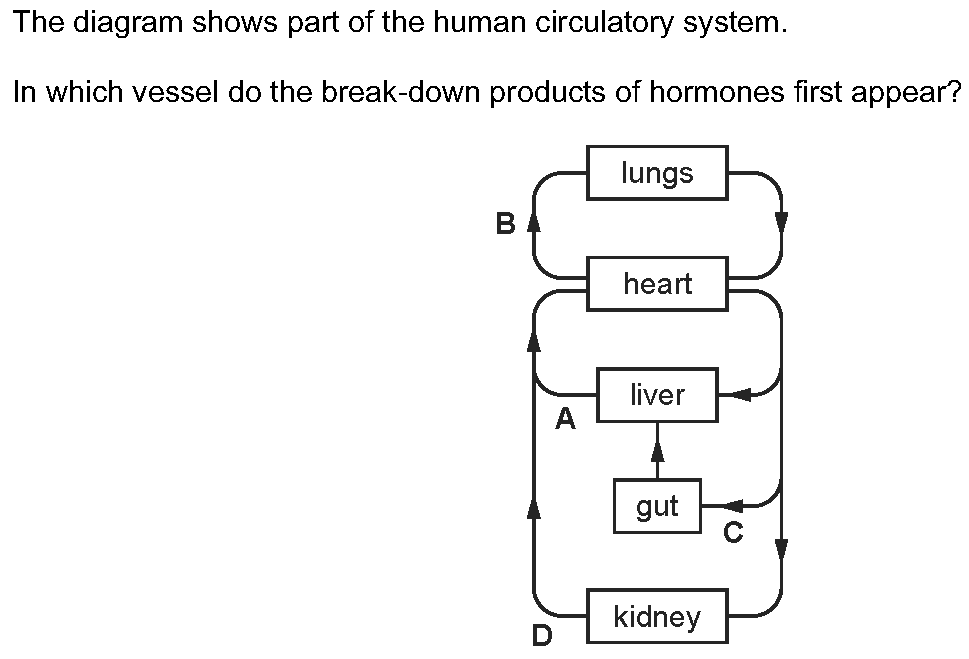 The diagram shows part of the human circulatory system.
In which vessel do the break-down products of hormones first appear?
lungs
B
heart
liver
A
gut
C
kidney
D